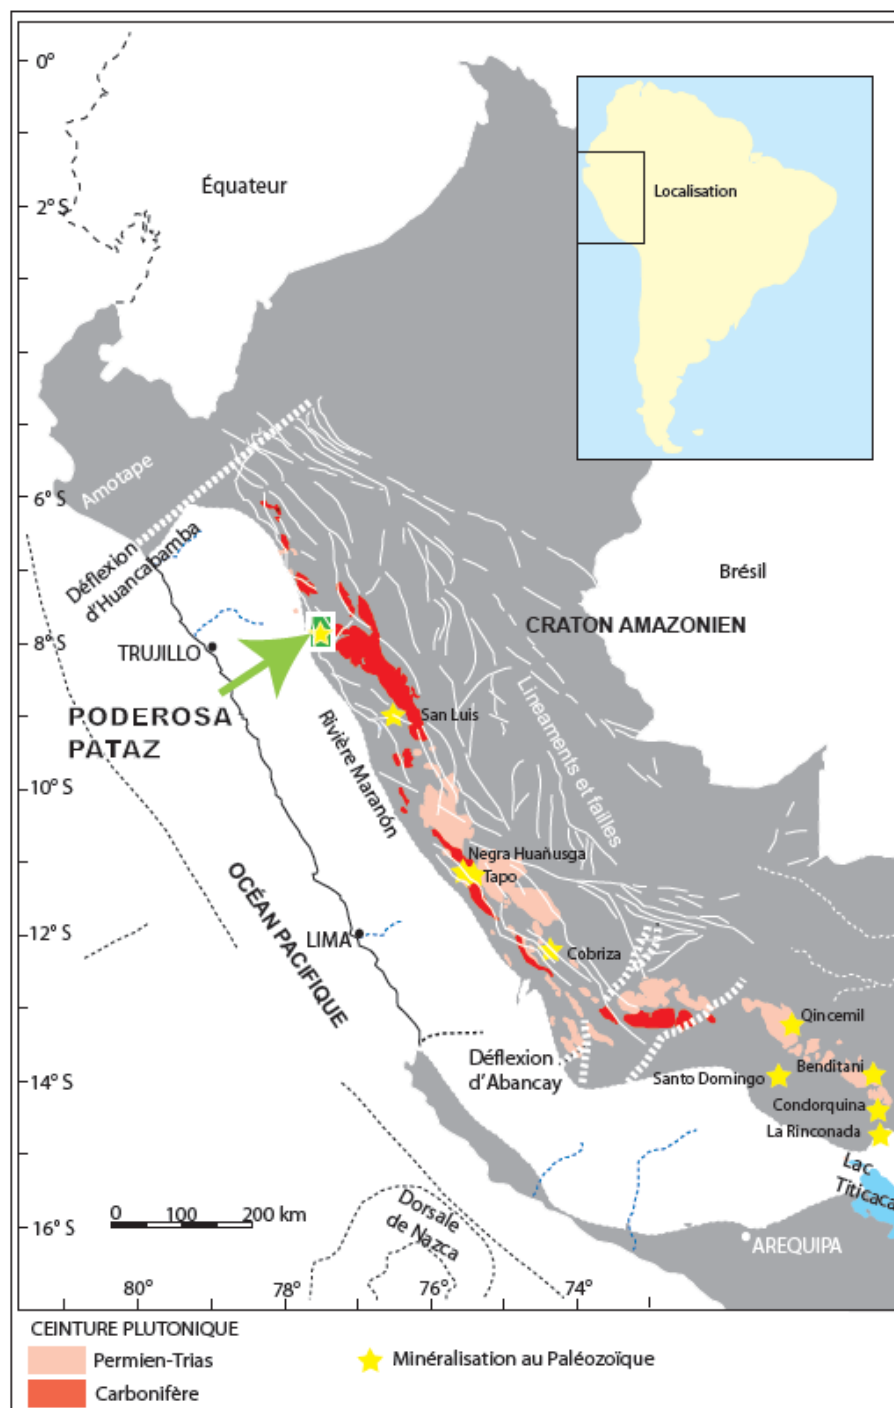 0°
2° S
6° S
8° S
10° S
12° S
14° S
16° S
Équateur
Localisation
Amotape
Déflexion
d'Huancabamba
Brésil
CRATON AMAZONIEN
TRUJILLO
PODEROSA
PATAZ
San Luis
Rivière Maranón
Lineaments et failles
Negra Huañusga
Tapo
OCÉAN PACIFIQUE
LIMA
Cobriza
Qincemil
Déflexion
d'Abancay
Santo Domingo
Benditani
Condorquina
La Rinconada
Lac
Titicaca
0 100 200 km
Dorsale
de Nazca
AREQUIPA
80° 78° 76° 74°
CEINTURE PLUTONIQUE
Permien-Trias
Minéralisation au Paléozoïque
Carbonifère